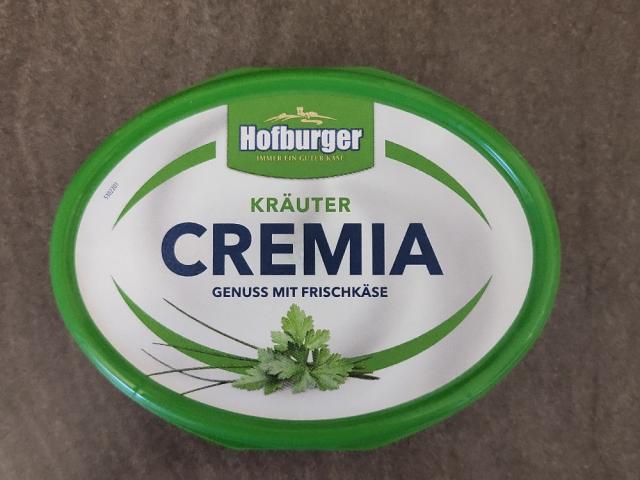 Hofburger
IMMER EIN GUTER KÄSE
KRÄUTER
CREMIA
GENUSS MIT FRISCHKÄSE